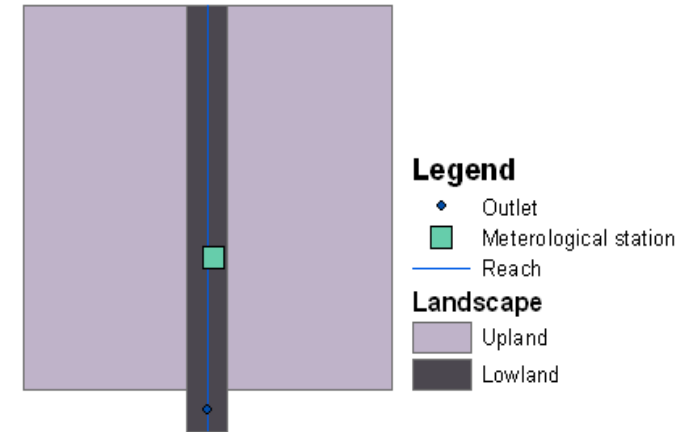 Legend
Outlet
Meterological station
Reach
Landscape
Upland
Lowland